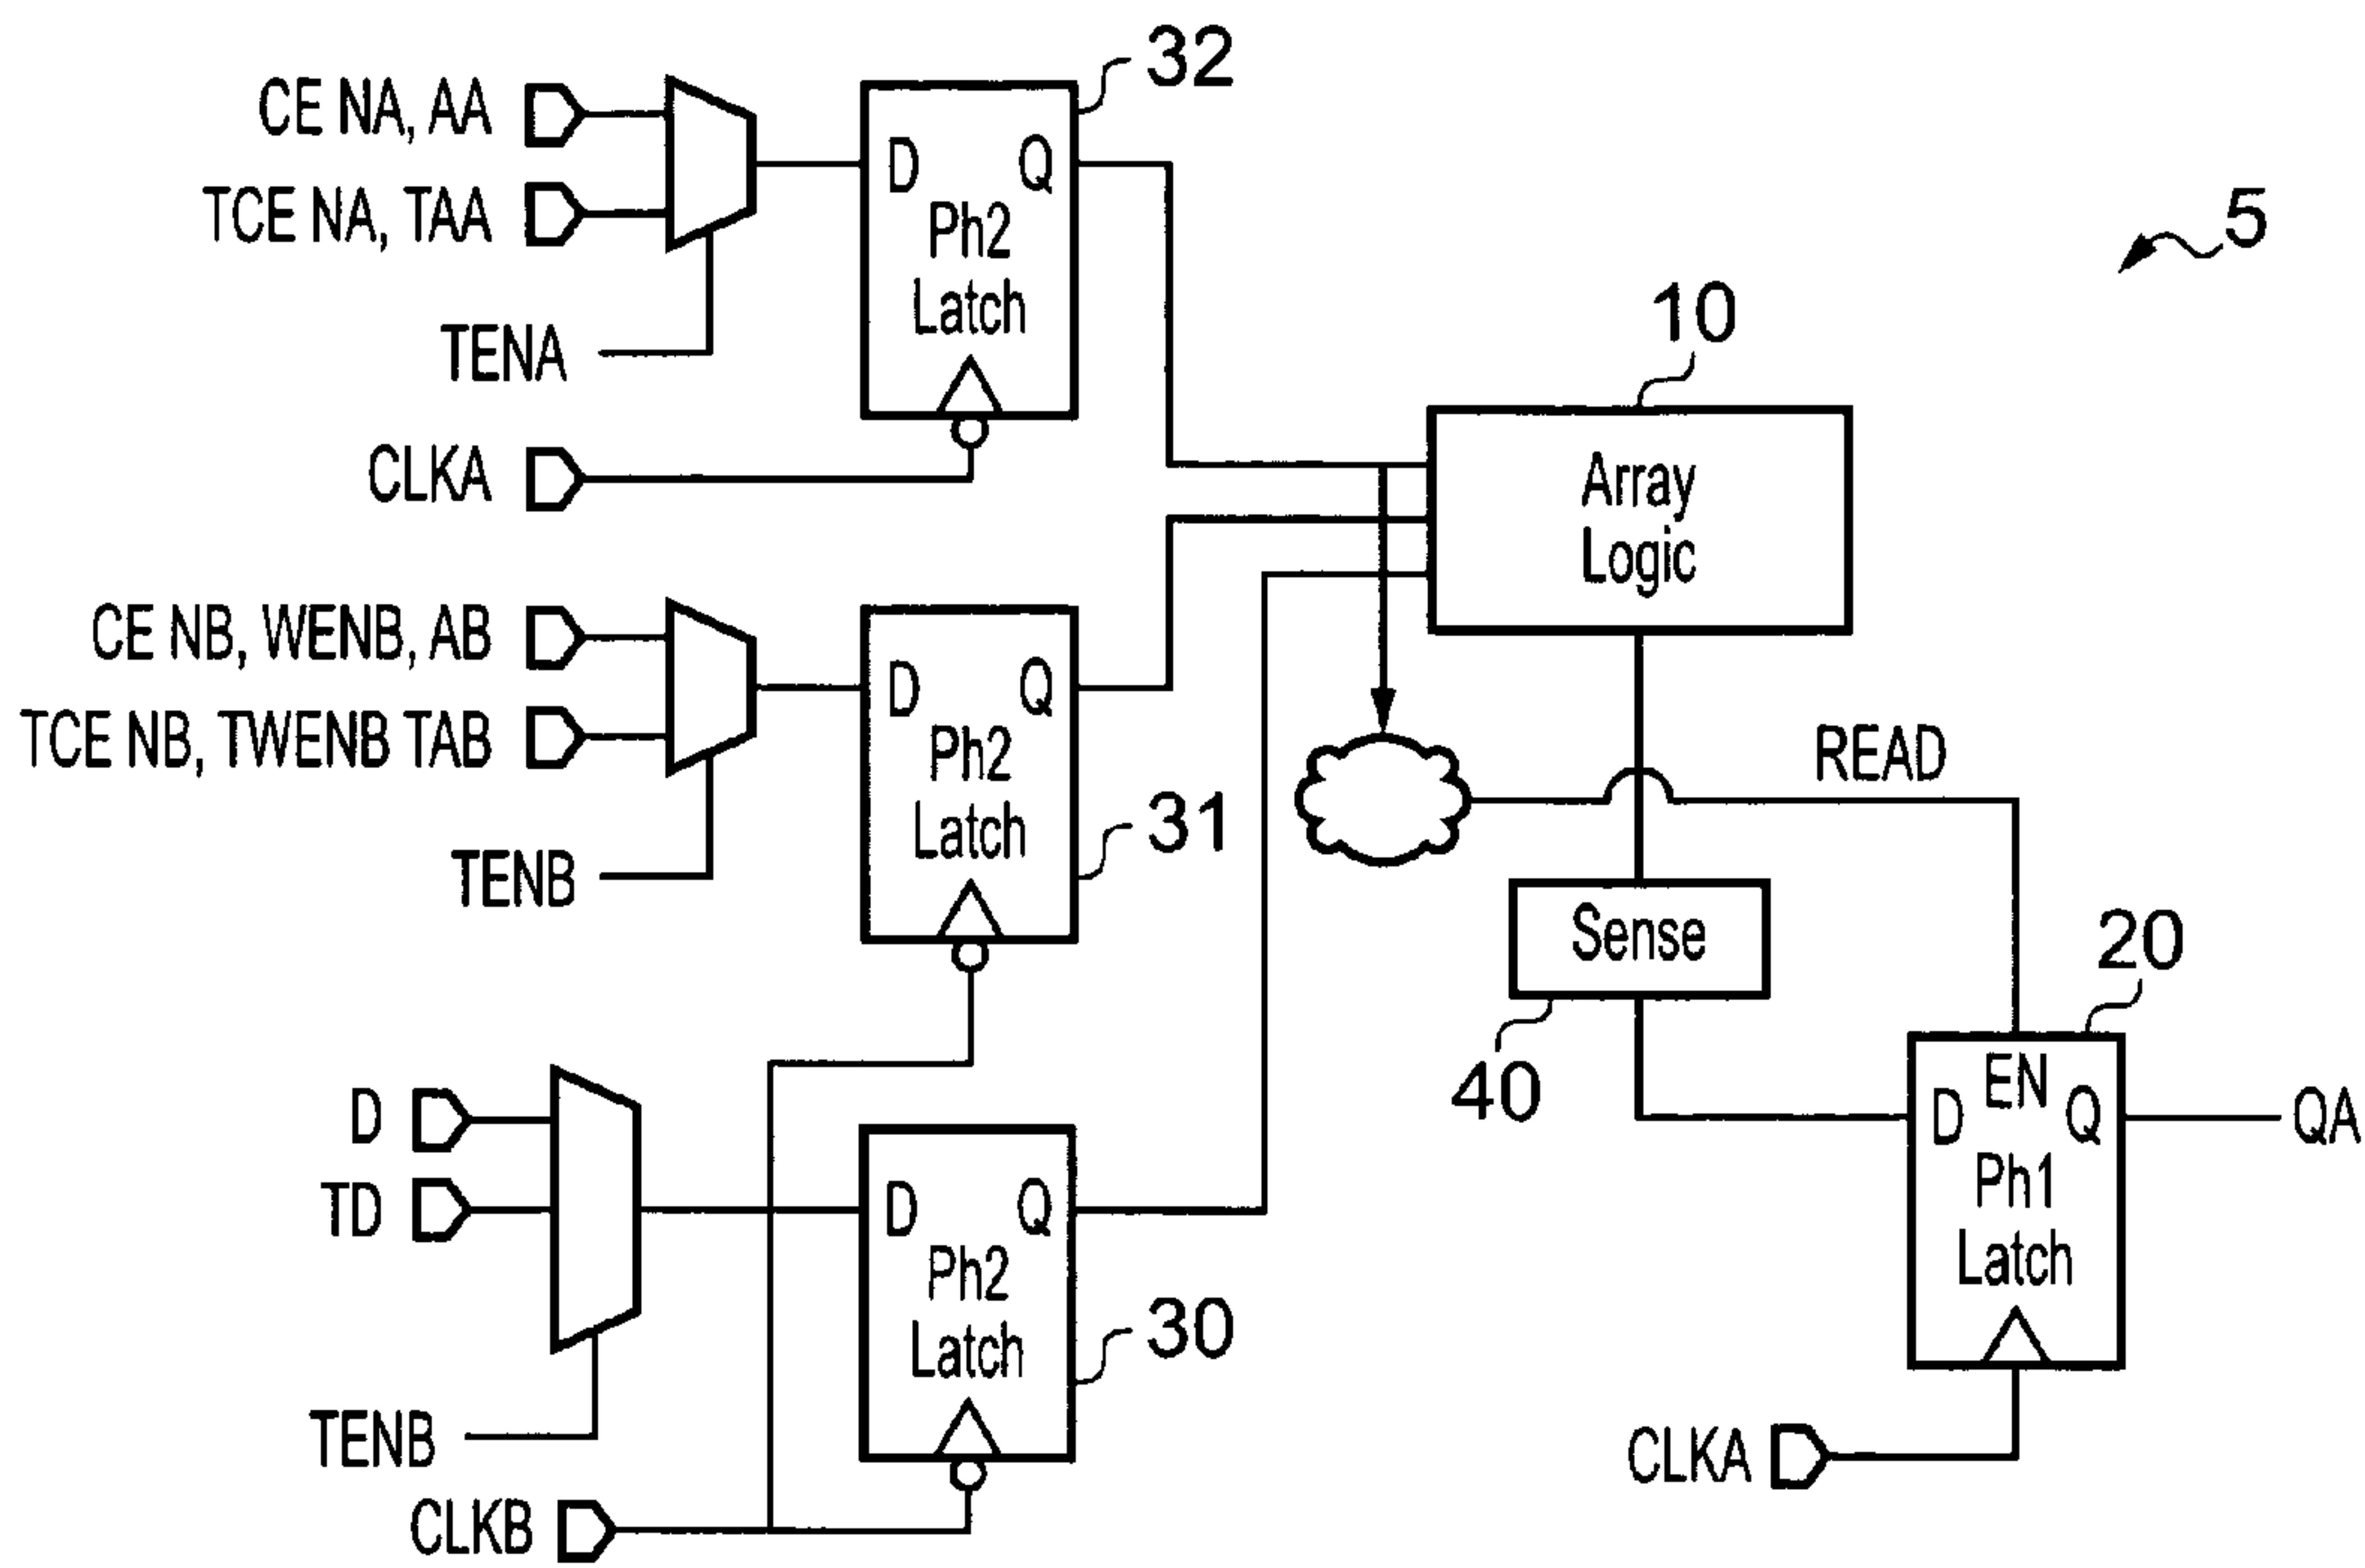 CE NA, AA
TCE NA, TAA
TENA
CLKA
D
Q
Ph2
Latch
32
5
10
Array
Logic
CE NB, WENB, AB
TCE NB, TWENB TAB
TENB
D
Q
Ph2
Latch
31
READ
Sense
40
20
D
EN
Q
Ph1
Latch
QA
CLKA
D
TD
TENB
CLKB
D
Q
Ph2
Latch
30